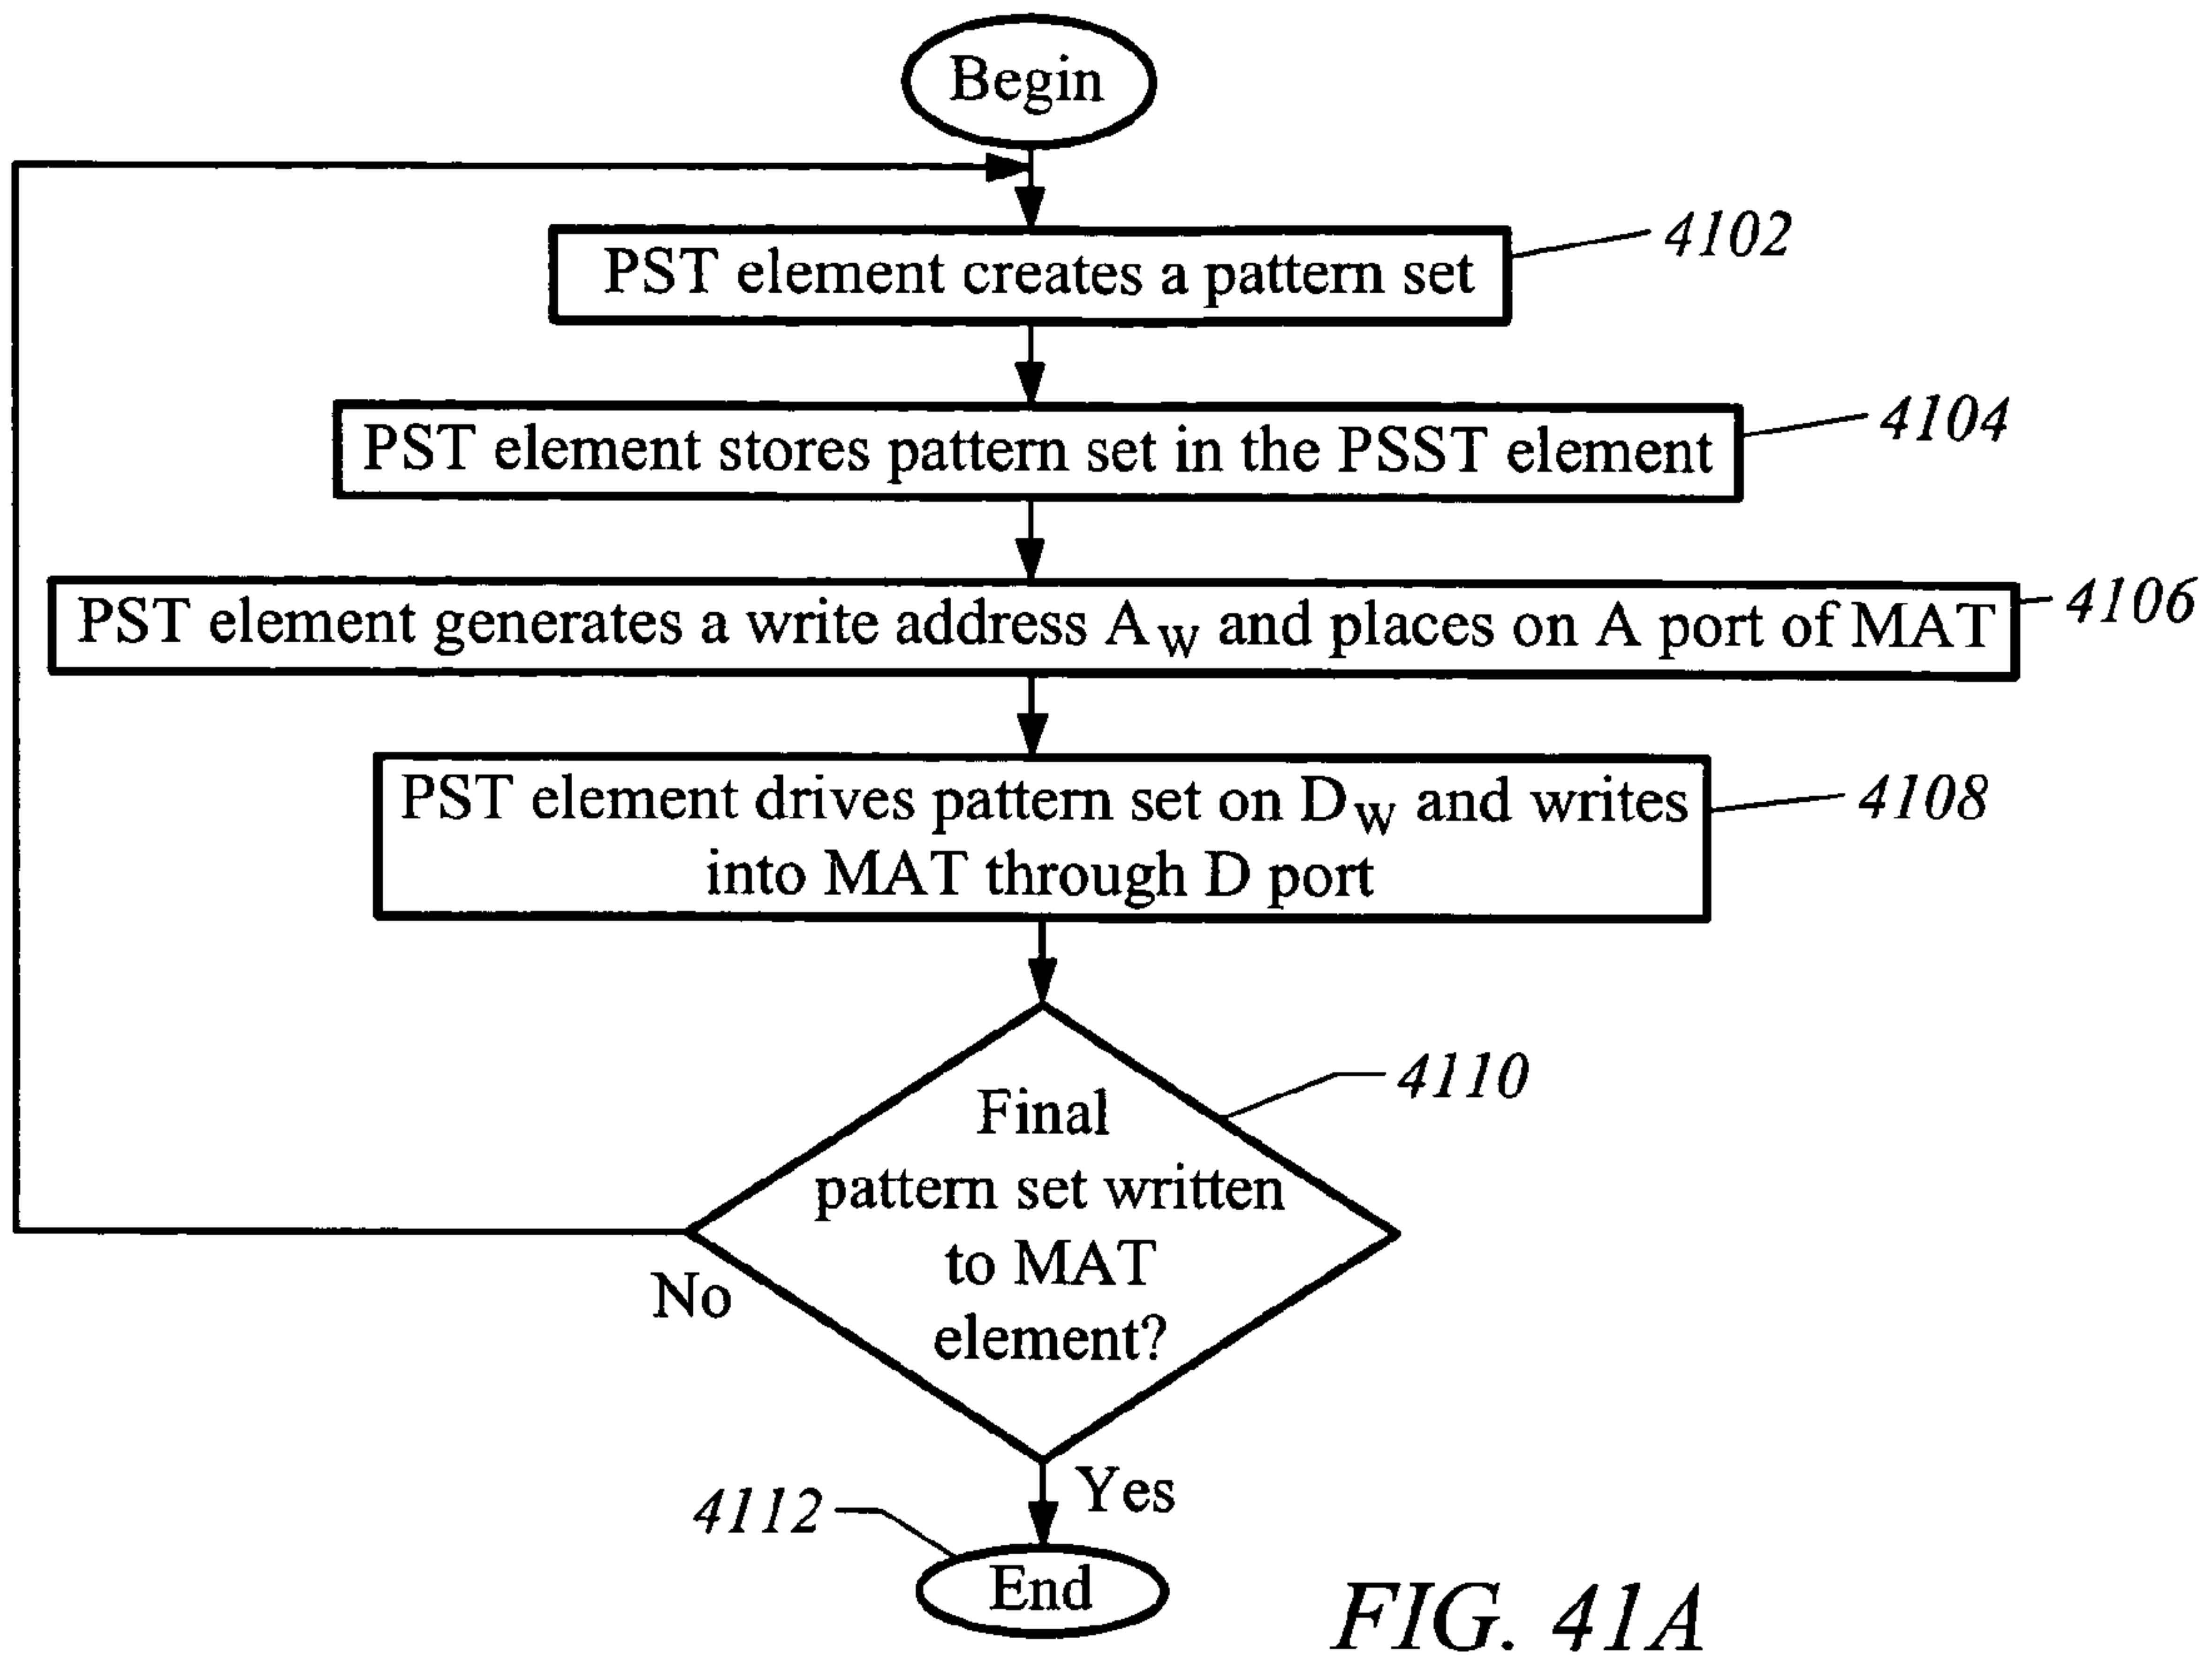 Begin
PST element creates a pattern set
4102
PST element stores pattern set in the PSST element
4104
PST element generates a write address AW and places on A port of MAT
4106
PST element drives pattern set on DW and writes
into MAT through D port
4108
Final
pattern set written
to MAT
element?
4110
No
Yes
4112
End
FIG. 41A